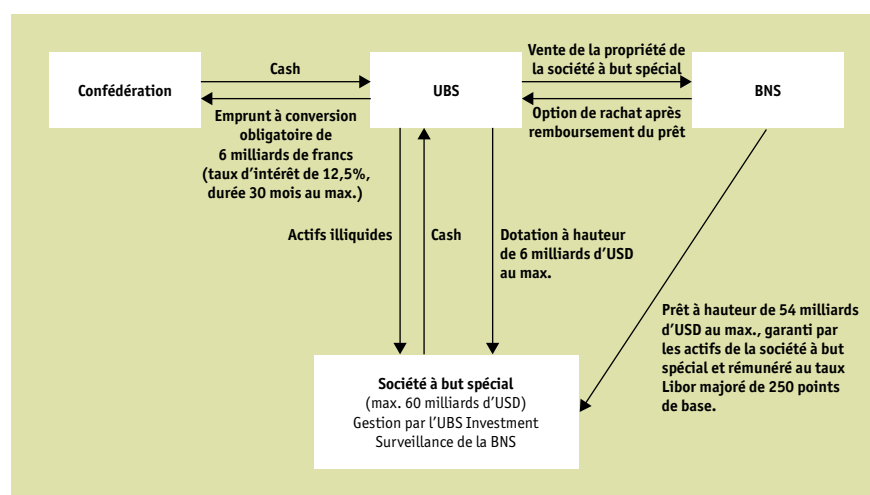 Confédération
Cash
UBS
Vente de la propriété de
la société à but spécial
BNS
Emprunt à conversion
obligatoire de
6 milliards de francs
(taux d’intérêt de 12,5%,
durée 30 mois au max.)
Option de rachat après
remboursement du prêt
Actifs illiquides
Cash
Dotation à hauteur
de 6 milliards d’USD
au max.
Prêt à hauteur de 54 milliards
d’USD au max., garanti par
les actifs de la société à but
spécial et rémunéré au taux
Libor majoré de 250 points
de base.
Société à but spécial
(max. 60 milliards d’USD)
Gestion par l’UBS Investment
Surveillance de la BNS